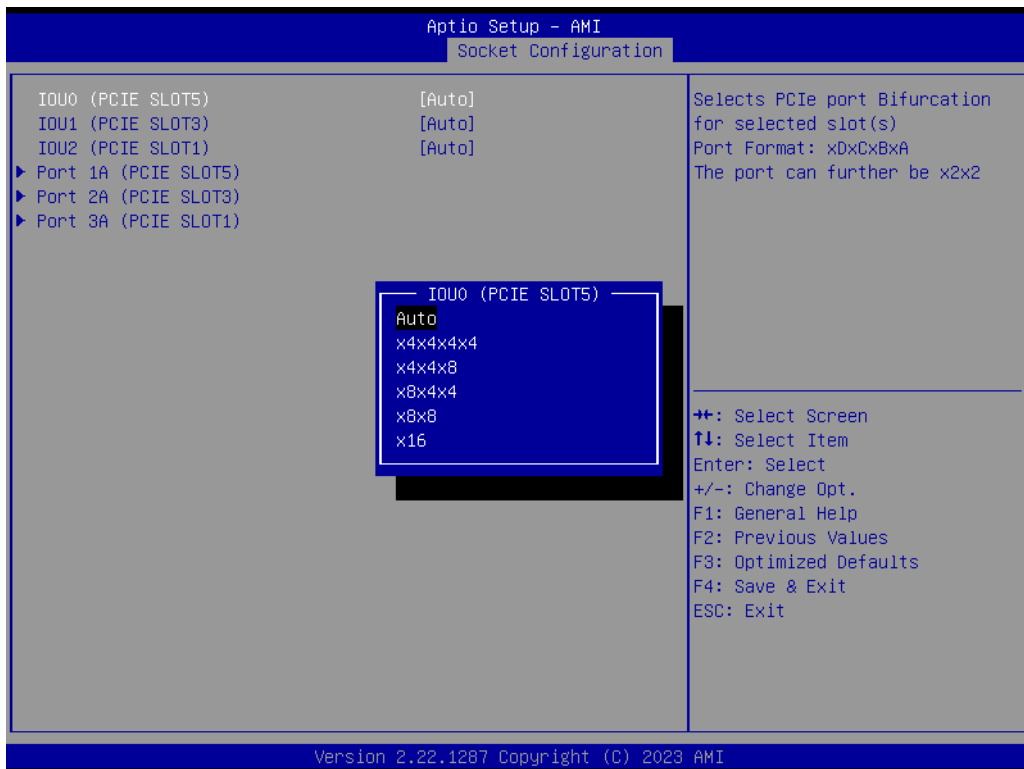 Aptio Setup – AMI
Socket Configuration
IOU0 (PCIE SLOT5) [Auto]
IOU1 (PCIE SLOT3) [Auto]
IOU2 (PCIE SLOT1) [Auto]
Port 1A (PCIE SLOT5)
Port 2A (PCIE SLOT3)
Port 3A (PCIE SLOT1)
IOU0 (PCIE SLOT5)
Auto
x4x4x4x4
x4x4x8
x8x4x4
x8x8
x16
Selects PCIe port Bifurcation
for selected slot(s)
Port Format: xDxCxBxA
The port can further be x2x2
→←: Select Screen
↑↓: Select Item
Enter: Select
+/-: Change Opt.
F1: General Help
F2: Previous Values
F3: Optimized Defaults
F4: Save & Exit
ESC: Exit
Version 2.22.1287 Copyright (C) 2023 AMI